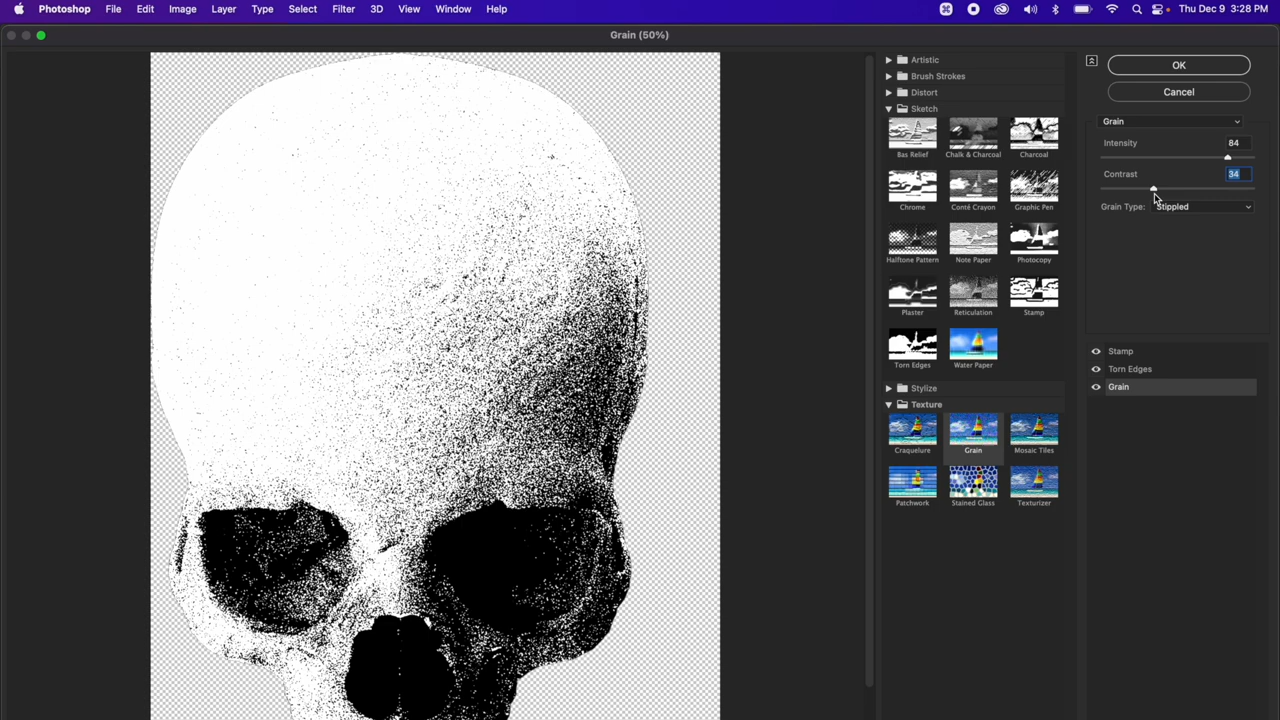 Photoshop File Edit Image Layer Type Select Filter 3D View Window Help Thu Dec 9 3:28 PM
Grain (50%)
Artistic
Brush Strokes
Distort
Sketch
Bas Relief Chalk & Charcoal Charcoal
Chrome Conté Crayon Graphic Pen
Halftone Pattern Note Paper Photocopy
Plaster Reticulation Stamp
Torn Edges Water Paper
Stylize
Texture
Craquelure Grain Mosaic Tiles
Patchwork Stained Glass Texturizer
OK
Cancel
Grain
Intensity 84
Contrast 34
Grain Type: Stippled
Stamp
Torn Edges
Grain